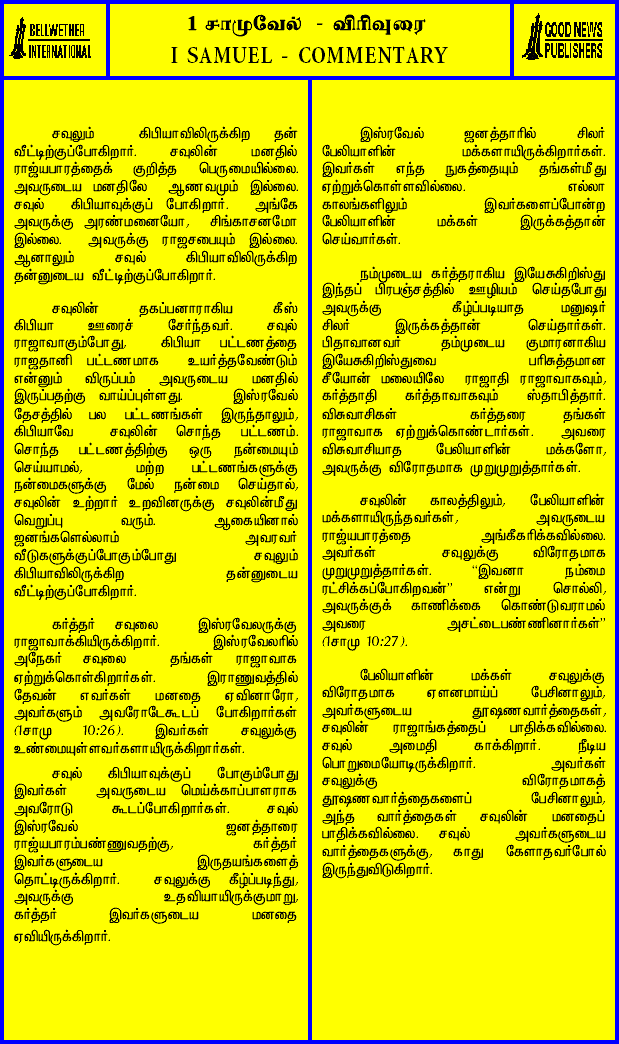 BELLWETHER
INTERNATIONAL
1 சாமுவேல் - விரிவுரை
I SAMUEL - COMMENTARY
GOOD NEWS
PUBLISHERS
சவுலும் கிபியாவிலிருக்கிற தன்
வீட்டிற்குப்போகிறார். சவுலின் மனதில்
ராஜ்யபாரத்தைக் குறித்த பெருமையில்லை.
அவருடைய மனதிலே ஆணவமும் இல்லை.
சவுல் கிபியாவுக்குப் போகிறார். அங்கே
அவருக்கு அரண்மனையோ, சிங்காசனமோ
இல்லை. அவருக்கு ராஜசபையும் இல்லை.
ஆனாலும் சவுல் கிபியாவிலிருக்கிற
தன்னுடைய வீட்டிற்குப்போகிறார்.
சவுலின் தகப்பனாராகிய கீஸ்
கிபியா ஊரைச் சேர்ந்தவர். சவுல்
ராஜாவாகும்போது, கிபியா பட்டணத்தை
ராஜதானி பட்டணமாக உயர்த்தவேண்டும்
என்னும் விருப்பம் அவருடைய மனதில்
இருப்பதற்கு வாய்ப்புள்ளது. இஸ்ரவேல்
தேசத்தில் பல பட்டணங்கள் இருந்தாலும்,
கிபியாவே சவுலின் சொந்த பட்டணம்.
சொந்த பட்டணத்திற்கு ஒரு நன்மையும்
செய்யாமல், மற்ற பட்டணங்களுக்கு
நன்மைகளுக்கு மேல் நன்மை செய்தால்,
சவுலின் உற்றார் உறவினருக்கு சவுலின்மீது
வெறுப்பு வரும். ஆகையினால்
ஜனங்களெல்லாம் அவரவர்
வீடுகளுக்குப்போகும்போது சவுலும்
கிபியாவிலிருக்கிற தன்னுடைய
வீட்டிற்குப்போகிறார்.
கர்த்தர் சவுலை இஸ்ரவேலருக்கு
ராஜாவாக்கியிருக்கிறார். இஸ்ரவேலரில்
அநேகர் சவுலை தங்கள் ராஜாவாக
ஏற்றுக்கொள்கிறார்கள். இராணுவத்தில்
தேவன் எவர்கள் மனதை ஏவினாரோ,
அவர்களும் அவரோடேகூடப் போகிறார்கள்
(1சாமு 10:26). இவர்கள் சவுலுக்கு
உண்மையுள்ளவர்களாயிருக்கிறார்கள்.
சவுல் கிபியாவுக்குப் போகும்போது
இவர்கள் அவருடைய மெய்க்காப்பாளராக
அவரோடு கூடப்போகிறார்கள். சவுல்
இஸ்ரவேல் ஜனத்தாரை
ராஜ்யபாரம்பண்ணுவதற்கு, கர்த்தர்
இவர்களுடைய இருதயங்களைத்
தொட்டிருக்கிறார். சவுலுக்கு கீழ்ப்படிந்து,
அவருக்கு உதவியாயிருக்குமாறு,
கர்த்தர் இவர்களுடைய மனதை
ஏவியிருக்கிறார்.
இஸ்ரவேல் ஜனத்தாரில் சிலர்
பேலியாளின் மக்களாயிருக்கிறார்கள்.
இவர்கள் எந்த நுகத்தையும் தங்கள்மீது
ஏற்றுக்கொள்ளவில்லை. எல்லா
காலங்களிலும் இவர்களைப்போன்ற
பேலியாளின் மக்கள் இருக்கத்தான்
செய்வார்கள்.
நம்முடைய கர்த்தராகிய இயேசுகிறிஸ்து
இந்தப் பிரபஞ்சத்தில் ஊழியம் செய்தபோது
அவருக்கு கீழ்ப்படியாத மனுஷர்
சிலர் இருக்கத்தான் செய்தார்கள்.
பிதாவானவர் தம்முடைய குமாரனாகிய
இயேசுகிறிஸ்துவை பரிசுத்தமான
சீயோன் மலையிலே ராஜாதி ராஜாவாகவும்,
கர்த்தாதி கர்த்தாவாகவும் ஸ்தாபித்தார்.
விசுவாசிகள் கர்த்தரை தங்கள்
ராஜாவாக ஏற்றுக்கொண்டார்கள். அவரை
விசுவாசியாத பேலியாளின் மக்களோ,
அவருக்கு விரோதமாக முறுமுறுத்தார்கள்.
சவுலின் காலத்திலும், பேலியாளின்
மக்களாயிருந்தவர்கள், அவருடைய
ராஜ்யபாரத்தை அங்கீகரிக்கவில்லை.
அவர்கள் சவுலுக்கு விரோதமாக
முறுமுறுத்தார்கள். “இவனா நம்மை
ரட்சிக்கப்போகிறவன்” என்று சொல்லி,
அவருக்குக் காணிக்கை கொண்டுவராமல்
அவரை அசட்டைபண்ணினார்கள்”
(1சாமு 10:27).
பேலியாளின் மக்கள் சவுலுக்கு
விரோதமாக ஏளனமாய்ப் பேசினாலும்,
அவர்களுடைய தூஷணவார்த்தைகள்,
சவுலின் ராஜாங்கத்தைப் பாதிக்கவில்லை.
சவுல் அமைதி காக்கிறார். நீடிய
பொறுமையோடிருக்கிறார். அவர்கள்
சவுலுக்கு விரோதமாகத்
தூஷணவார்த்தைகளைப் பேசினாலும்,
அந்த வார்த்தைகள் சவுலின் மனதைப்
பாதிக்கவில்லை. சவுல் அவர்களுடைய
வார்த்தைகளுக்கு, காது கேளாதவர்போல்
இருந்துவிடுகிறார்.